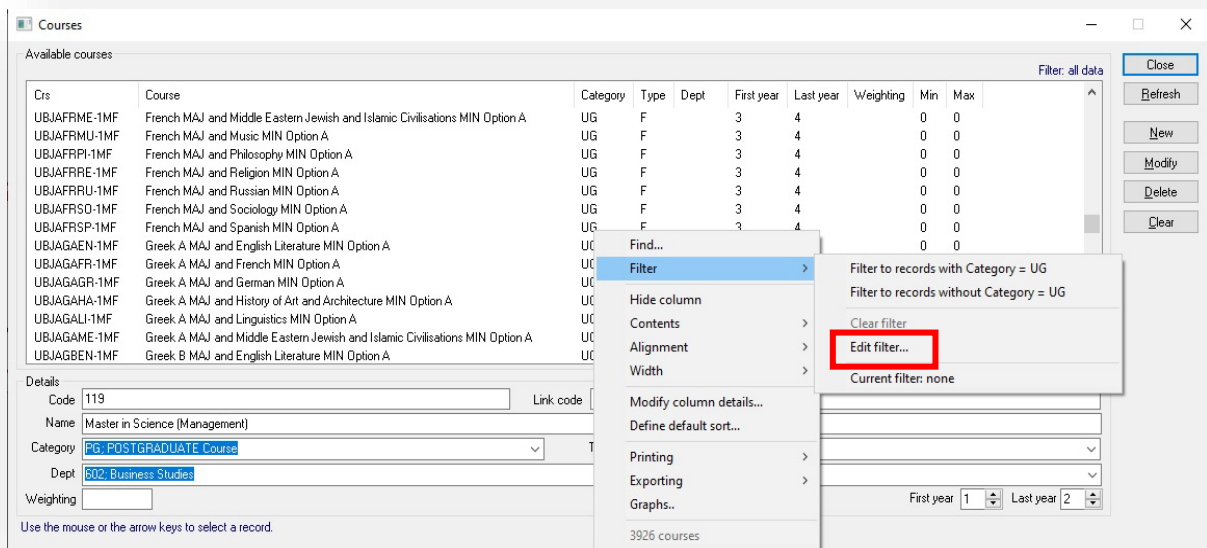 Courses
Available courses
Filter: all data
Crs Course Category Type Dept First year Last year Weighting Min Max
UBJAFRME-1MF French MAJ and Middle Eastern Jewish and Islamic Civilisations MIN Option A UG F 3 4 0 0
UBJAFRMU-1MF French MAJ and Music MIN Option A UG F 3 4 0 0
UBJAFRPI-1MF French MAJ and Philosophy MIN Option A UG F 3 4 0 0
UBJAFRRE-1MF French MAJ and Religion MIN Option A UG F 3 4 0 0
UBJAFRRU-1MF French MAJ and Russian MIN Option A UG F 3 4 0 0
UBJAFRSO-1MF French MAJ and Sociology MIN Option A UG F 3 4 0 0
UBJAFRSP-1MF French MAJ and Spanish MIN Option A UG F 3 4 0 0
UBJAGAEN-1MF Greek A MAJ and English Literature MIN Option A 0 0
UBJAGAFR-1MF Greek A MAJ and French MIN Option A
UBJAGAGR-1MF Greek A MAJ and German MIN Option A
UBJAGAHA-1MF Greek A MAJ and History of Art and Architecture MIN Option A
UBJAGALI-1MF Greek A MAJ and Linguistics MIN Option A
UBJAGAME-1MF Greek A MAJ and Middle Eastern Jewish and Islamic Civilisations MIN Option A
UBJAGBEN-1MF Greek B MAJ and English Literature MIN Option A
Close
Refresh
New
Modify
Delete
Clear
Find...
Filter
Hide column
Contents
Alignment
Width
Modify column details...
Define default sort...
Printing
Exporting
Graphs..
3926 courses
Filter to records with Category = UG
Filter to records without Category = UG
Clear filter
Edit filter...
Current filter: none
Details
Code 119 Link code
Name Master in Science (Management)
Category PG; POSTGRADUATE Course
Dept 602; Business Studies
Weighting First year 1 Last year 2
Use the mouse or the arrow keys to select a record.